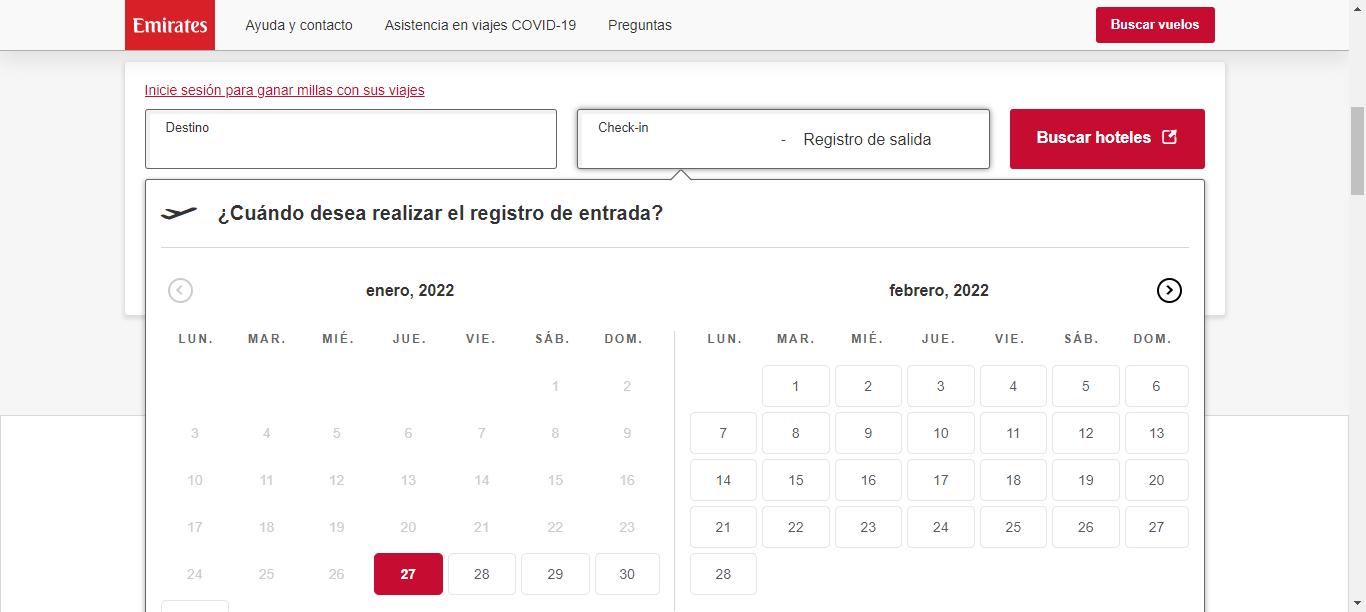 Emirates Ayuda y contacto Asistencia en viajes COVID-19 Preguntas Buscar vuelos
Inicie sesión para ganar millas con sus viajes
Destino
Check-in
- Registro de salida
Buscar hoteles
¿Cuándo desea realizar el registro de entrada?
enero, 2022
LUN. MAR. MIÉ. JUE. VIE. SÁB. DOM.
1 2
3 4 5 6 7 8 9
10 11 12 13 14 15 16
17 18 19 20 21 22 23
24 25 26 27 28 29 30
febrero, 2022
LUN. MAR. MIÉ. JUE. VIE. SÁB. DOM.
1 2 3 4 5 6
7 8 9 10 11 12 13
14 15 16 17 18 19 20
21 22 23 24 25 26 27
28